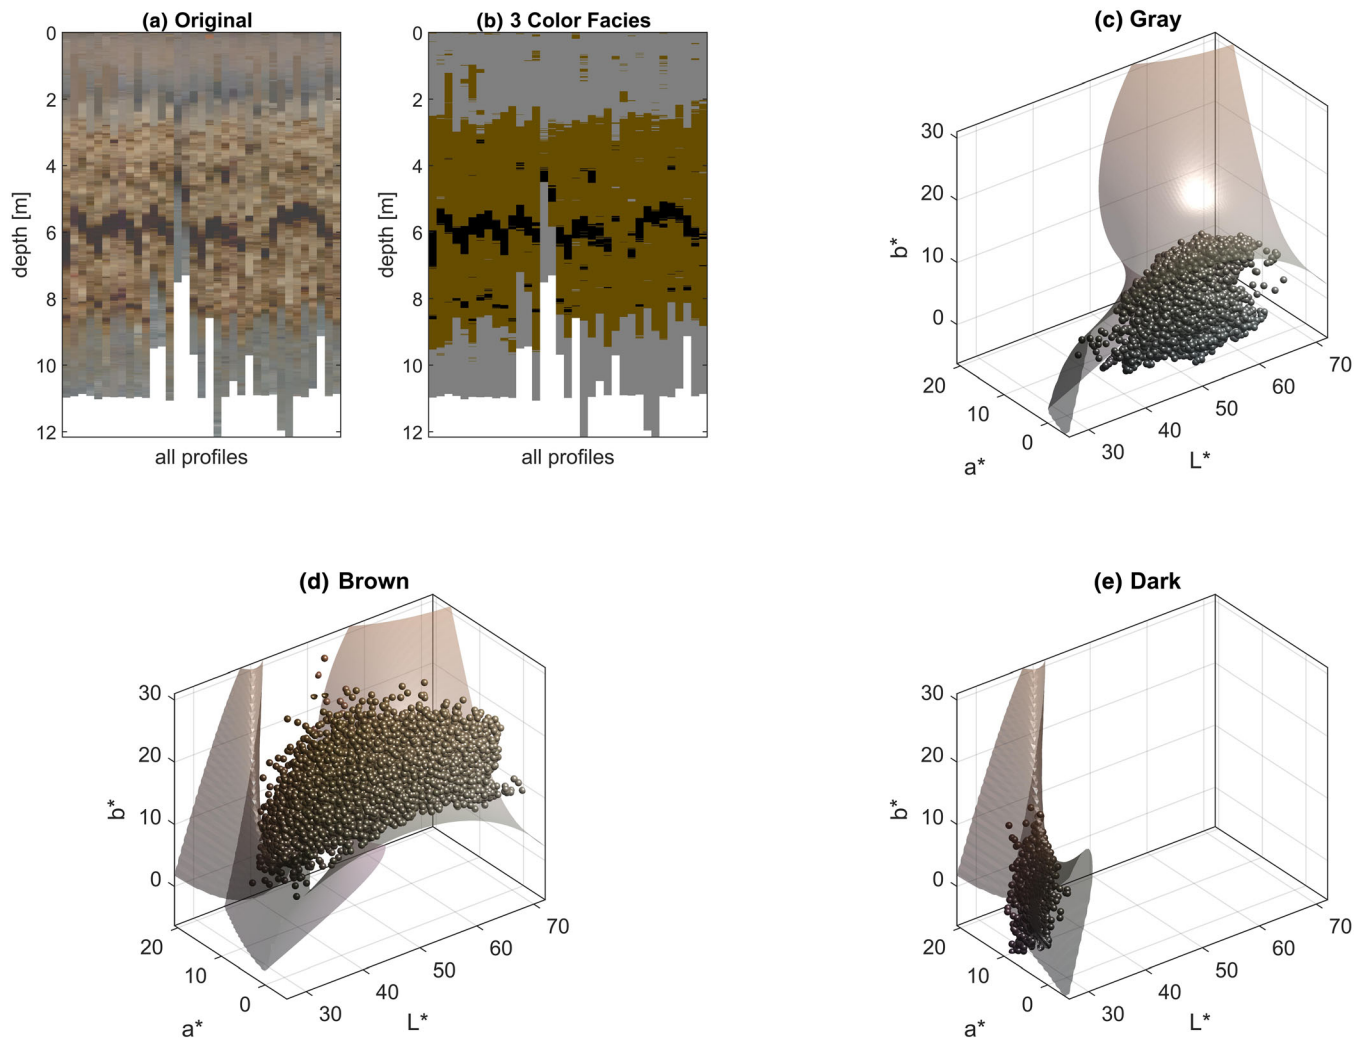 (a) Original
0
2
4
6
8
10
12
depth [m]
all profiles
(b) 3 Color Facies
0
2
4
6
8
10
12
depth [m]
all profiles
(c) Gray
30
20
10
0
b*
20
10
0
a*
30
40
50
60
70
L*
(d) Brown
30
20
10
0
b*
20
10
0
a*
30
40
50
60
70
L*
(e) Dark
30
20
10
0
b*
20
10
0
a*
30
40
50
60
70
L*